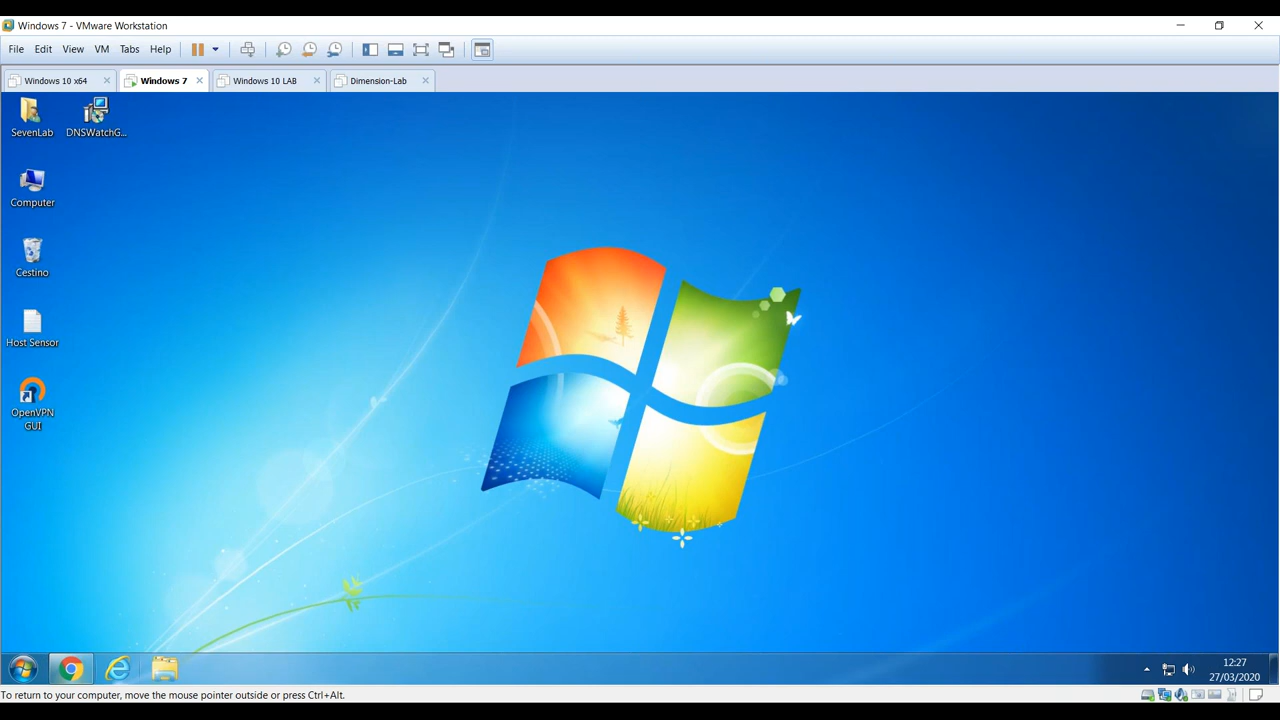 Windows 7 - VMware Workstation
File Edit View VM Tabs Help
Windows 10 x64 Windows 7 Windows 10 LAB Dimension-Lab
SevenLab DNSWatchG...
Computer
Cestino
Host Sensor
OpenVPN
GUI
12:27
27/03/2020
To return to your computer, move the mouse pointer outside or press Ctrl+Alt.